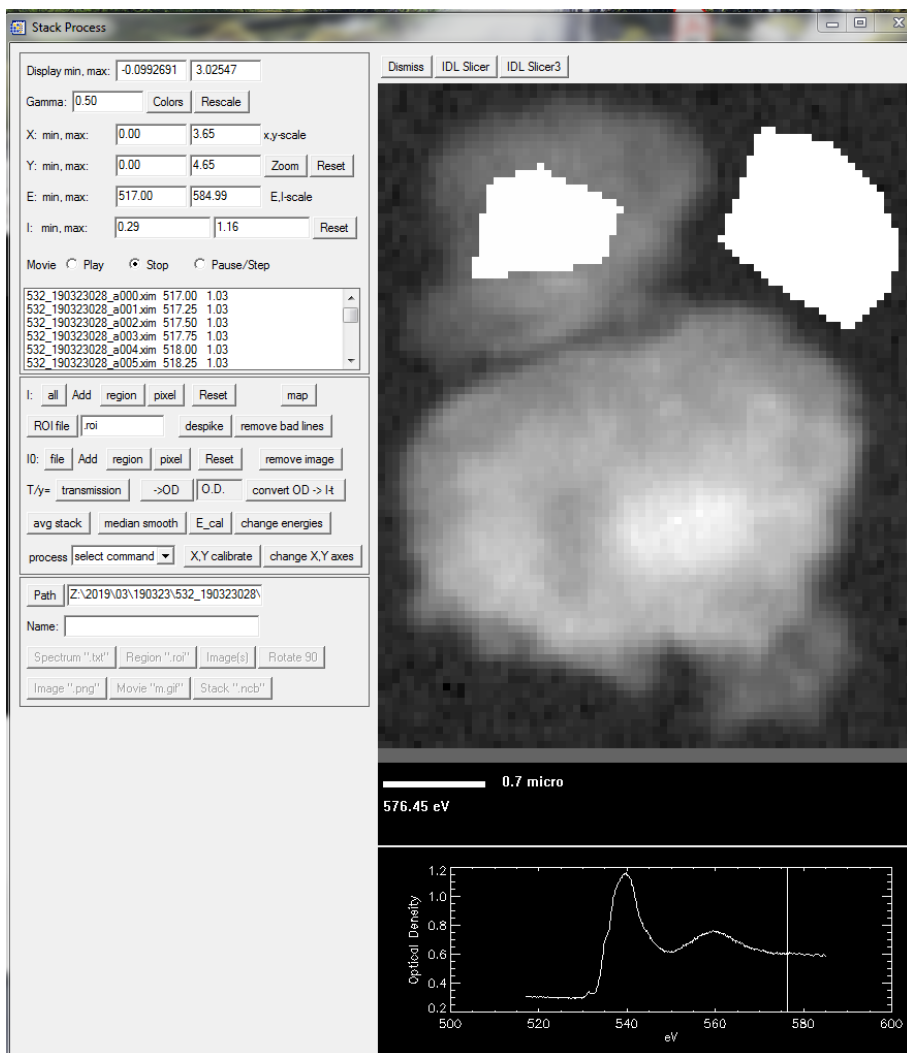 Stack Process
Display min, max: -0.0992691 3.02547
Gamma: 0.50 Colors Rescale
X: min, max: 0.00 3.65 x,y-scale
Y: min, max: 0.00 4.65 Zoom Reset
E: min, max: 517.00 584.99 E,I-scale
I: min, max: 0.29 1.16 Reset
Movie Play Stop Pause/Step
532_190323028_a000.xim 517.00 1.03
532_190323028_a001.xim 517.25 1.03
532_190323028_a002.xim 517.50 1.03
532_190323028_a003.xim 517.75 1.03
532_190323028_a004.xim 518.00 1.03
532_190323028_a005.xim 518.25 1.03
I: all Add region pixel Reset map
ROI file .roi despike remove bad lines
I0: file Add region pixel Reset remove image
T/y= transmission ->OD O.D. convert OD -> I-t
avg stack median smooth E_cal change energies
process select command X,Y calibrate change X,Y axes
Path Z:\2019\03\190323\532_190323028\
Name:
Spectrum ".txt" Region ".roi" Image(s) Rotate 90
Image ".png" Movie "m.gif" Stack ".ncb"
Dismiss IDL Slicer IDL Slicer3
0.7 micro
576.45 eV
Optical Density
1.2
1.0
0.8
0.6
0.4
0.2
500 520 540 560 580 600
eV